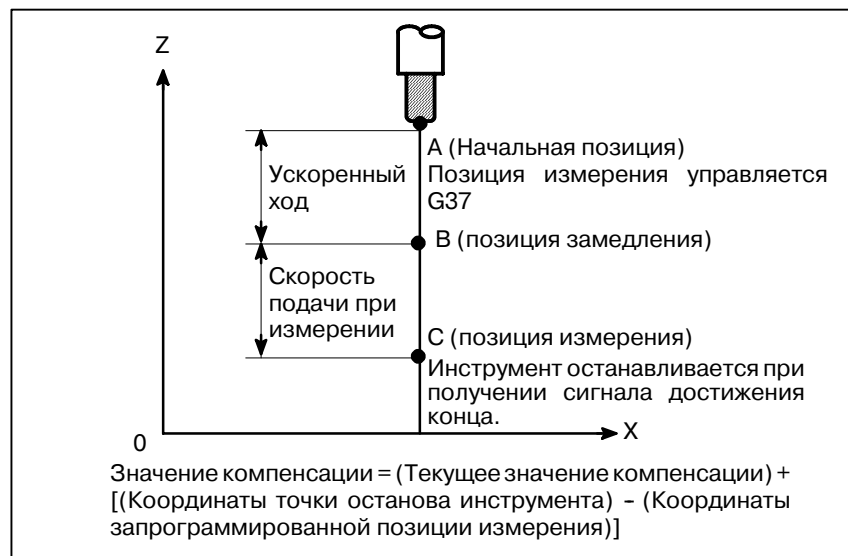 Z
A (Начальная позиция)
Позиция измерения управляется
G37
Ускоренный
ход
B (позиция замедления)
Скорость
подачи при
измерении
C (позиция измерения)
Инструмент останавливается при
получении сигнала достижения
конца.
0
X
Значение компенсации = (Текущее значение компенсации) +
[(Координаты точки останова инструмента) - (Координаты
запрограммированной позиции измерения)]